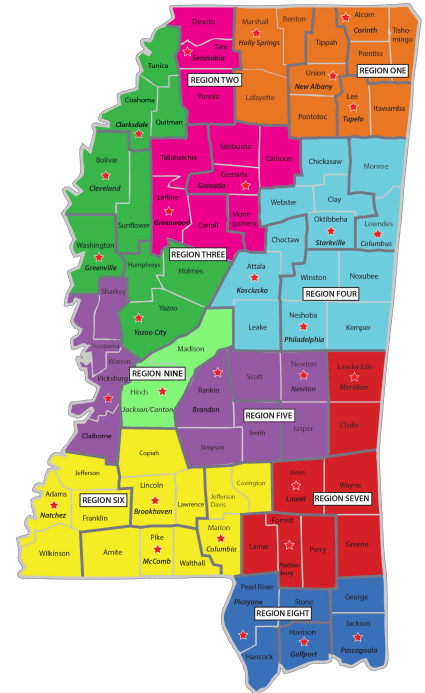 Desoto
Marshall
Benton
Alcorn
Tisho-
mingo
Holly Springs
Tippah
Corinth
Tate
Senatobia
Prentiss
Tunica
REGION TWO
Union
REGION ONE
New Albany
Panola
Lafayette
Lee
Coahoma
Itawamba
Pontotoc
Tupelo
Clarksdale
Quitman
Yalobusha
Tallahatchie
Calhoun
Chickasaw
Bolivar
Monroe
Grenada
Grenada
Cleveland
Leflore
Webster
Clay
Greenwood
Mont-
gomery
Oktibbeha
Lowndes
Sunflower
Carroll
Starkville
Columbus
Choctaw
Washington
REGION THREE
Greenville
Humphreys
Holmes
Attala
Winston
Noxubee
Kosciusko
Sharkey
REGION FOUR
Yazoo
Neshoba
Leake
Kemper
Yazoo City
Philadelphia
Issaquena
Madison
Warren
Newton
Lauderdale
REGION NINE
Scott
Vicksburg
Rankin
Newton
Meridian
Hinds
Jackson/Canton
Brandon
REGION FIVE
Clarke
Jasper
Claiborne
Smith
Simpson
Copiah
Jefferson
Jones
Covington
Lincoln
Wayne
Adams
REGION SIX
Jefferson
Davis
Laurel
REGION SEVEN
Lawrence
Natchez
Brookhaven
Franklin
Forrest
Marion
Pike
Columbia
Lamar
Perry
Greene
Wilkinson
Amite
McComb
Walthall
Hatties-
burg
Pearl River
Stone
George
Picayune
REGION EIGHT
Jackson
Harrison
Gulfport
Pascagoula
Hancock